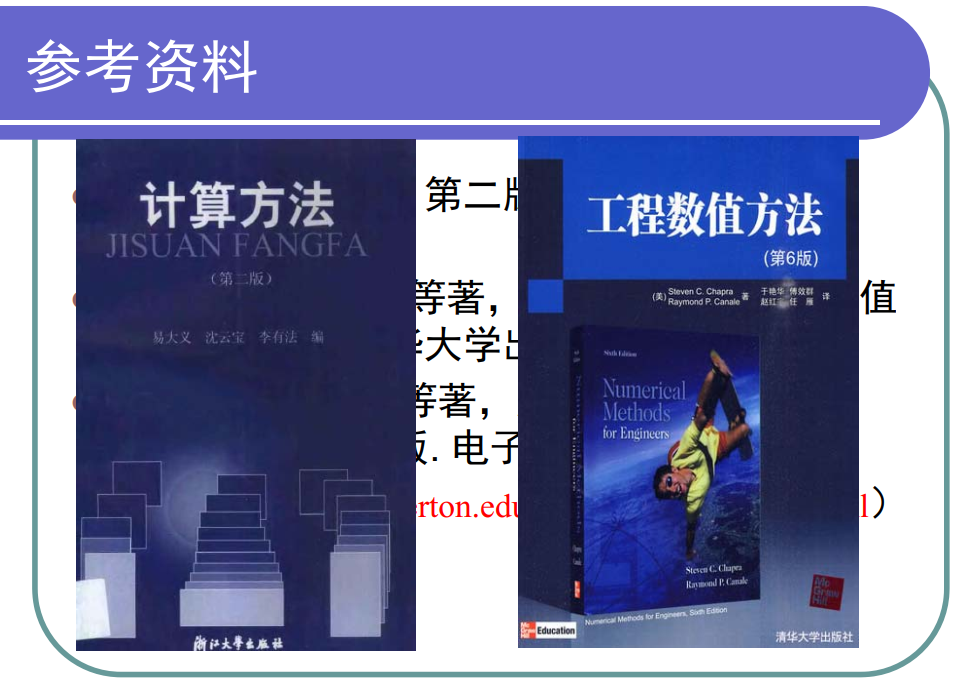 参考资料
第二版
等著，
值
华大学出
等著，
版. 电子
erton.edu
l）
计算方法
JISUAN FANGFA
（第二版）
易大义 沈云宝 李有法 编
浙江大学出版社
工程数值方法
(第6版)
(美) Steven C. Chapra
Raymond P. Canale 著 于艳华 傅效群
赵红宇 任 雁 译
Sixth Edition
Numerical
Methods
for Engineers
Steven C. Chapra
Raymond P. Canale
Numerical Methods for Engineers, Sixth Edition
Mc
Graw
Hill Education
Mc
Graw
Hill
清华大学出版社